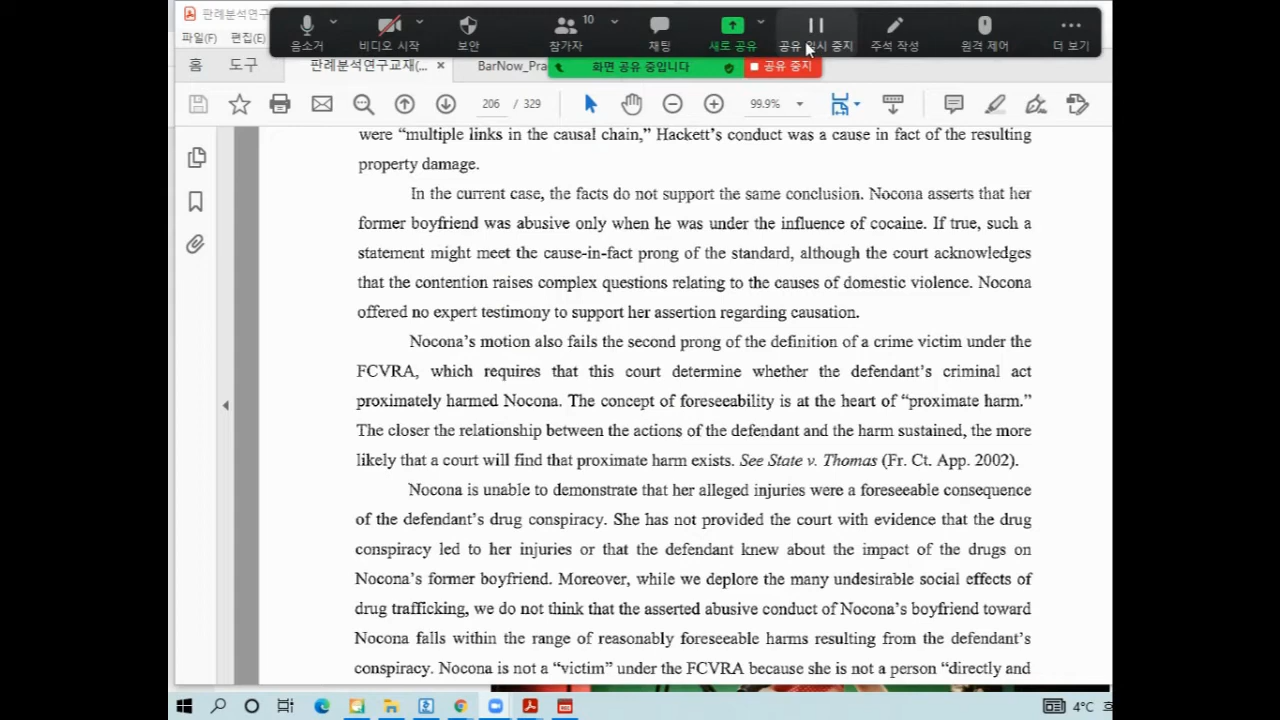 판례분석연구
파일(F) 편집(E)
10
음소거 비디오 시작 보안 참가자 채팅 새로 공유 공유 일시 중지 주석 작성 원격 제어 더 보기
홈 도구 판례분석연구교재(... × BarNow_Pra 화면 공유 중입니다 공유 중지
206 / 329 99.9%
were “multiple links in the causal chain,” Hackett’s conduct was a cause in fact of the resulting
property damage.
In the current case, the facts do not support the same conclusion. Nocona asserts that her
former boyfriend was abusive only when he was under the influence of cocaine. If true, such a
statement might meet the cause-in-fact prong of the standard, although the court acknowledges
that the contention raises complex questions relating to the causes of domestic violence. Nocona
offered no expert testimony to support her assertion regarding causation.
Nocona’s motion also fails the second prong of the definition of a crime victim under the
FCVRA, which requires that this court determine whether the defendant’s criminal act
proximately harmed Nocona. The concept of foreseeability is at the heart of “proximate harm.”
The closer the relationship between the actions of the defendant and the harm sustained, the more
likely that a court will find that proximate harm exists. See State v. Thomas (Fr. Ct. App. 2002).
Nocona is unable to demonstrate that her alleged injuries were a foreseeable consequence
of the defendant’s drug conspiracy. She has not provided the court with evidence that the drug
conspiracy led to her injuries or that the defendant knew about the impact of the drugs on
Nocona’s former boyfriend. Moreover, while we deplore the many undesirable social effects of
drug trafficking, we do not think that the asserted abusive conduct of Nocona’s boyfriend toward
Nocona falls within the range of reasonably foreseeable harms resulting from the defendant’s
conspiracy. Nocona is not a “victim” under the FCVRA because she is not a person “directly and
4°C